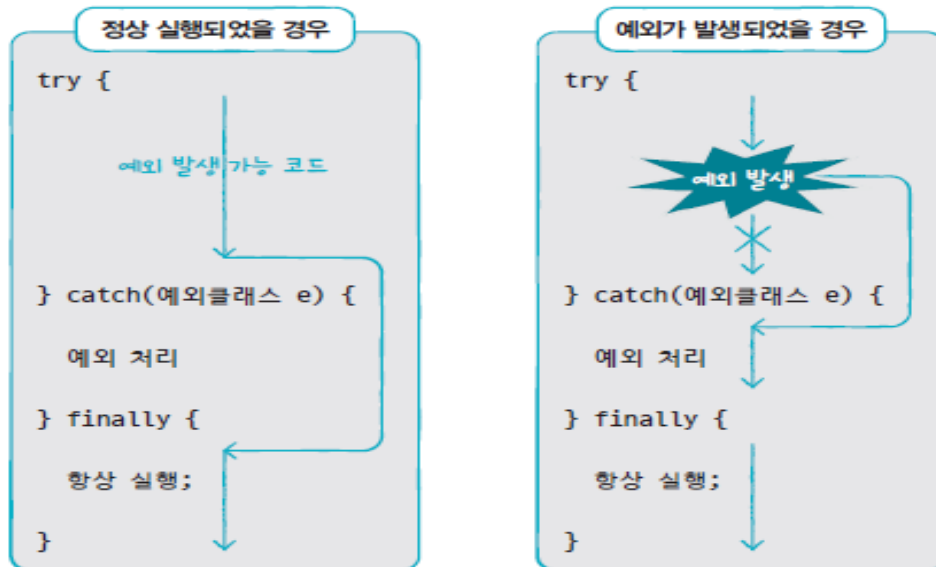 정상 실행되었을 경우
try {
예외 발생 가능 코드
} catch(예외클래스 e) {
예외 처리
} finally {
항상 실행;
}
예외가 발생되었을 경우
try {
예외 발생
} catch(예외클래스 e) {
예외 처리
} finally {
항상 실행;
}